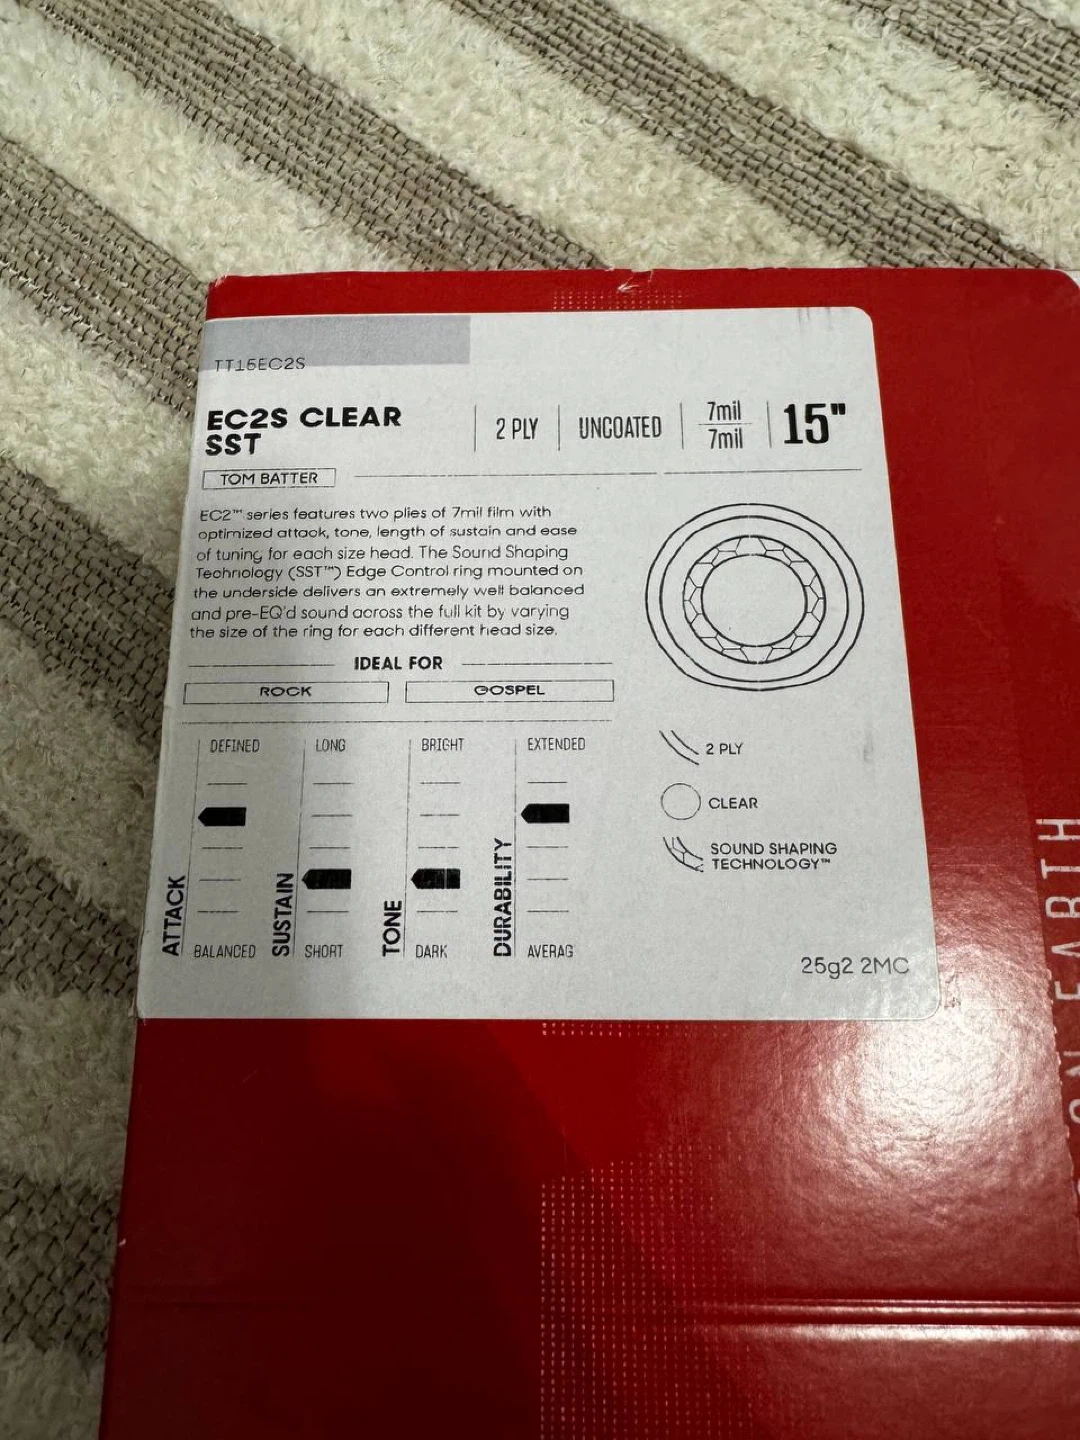 TT15EC2S
EC2S CLEAR
SST
2 PLY
UNCOATED
7mil
7mil
15"
TOM BATTER
EC2™ series features two plies of 7mil film with
optimized attack, tone, length of sustain and ease
of tuning for each size head. The Sound Shaping
Technology (SST™) Edge Control ring mounted on
the underside delivers an extremely well balanced
and pre-EQ'd sound across the full kit by varying
the size of the ring for each different head size.
IDEAL FOR
ROCK
GOSPEL
DEFINED
ATTACK
BALANCED
LONG
SUSTAIN
SHORT
BRIGHT
TONE
DARK
EXTENDED
DURABILITY
AVERAG
2 PLY
CLEAR
SOUND SHAPING
TECHNOLOGY™
25g2 2MC
ON EARTH